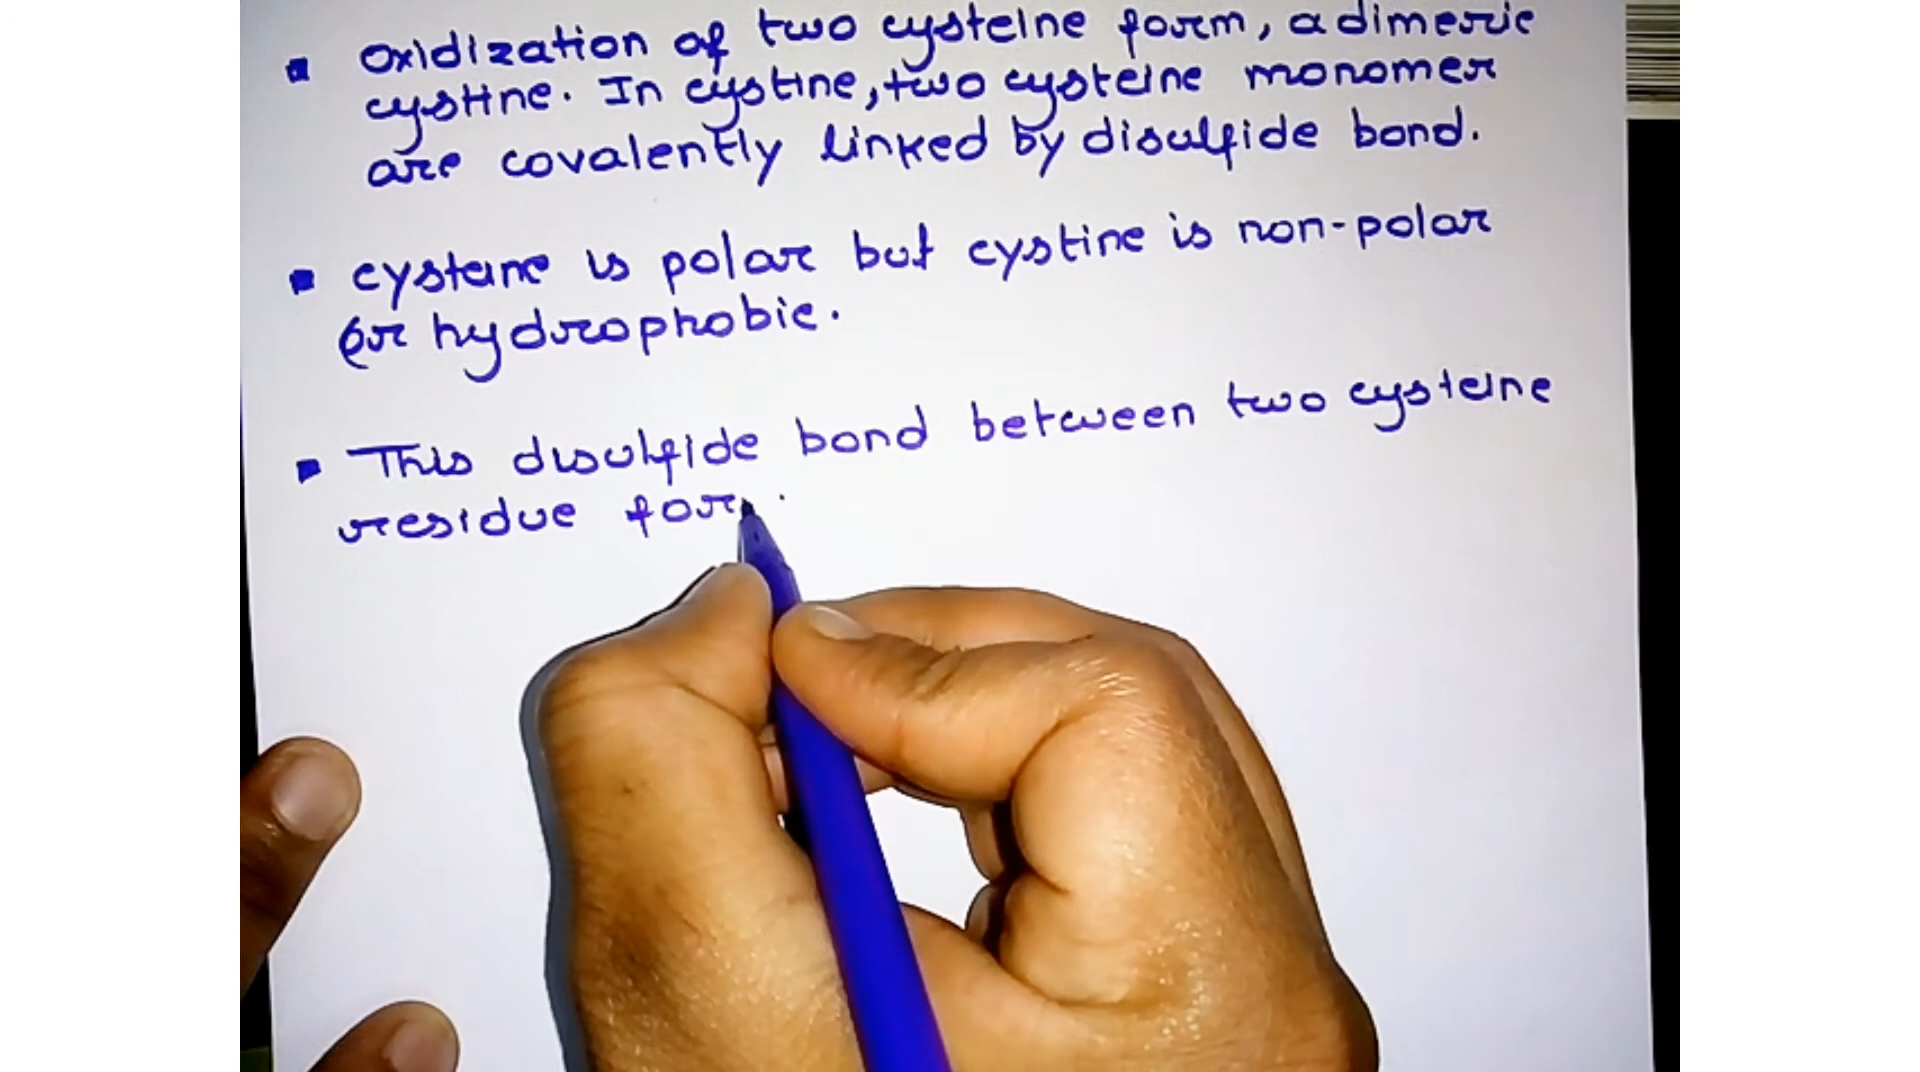 Oxidization of two cysteine form, a dimeric
cystine. In cystine, two cysteine monomer
are covalently linked by disulfide bond.
cysteine is polar but cystine is non-polar
or hydrophobic.
This disulfide bond between two cysteine
residue for